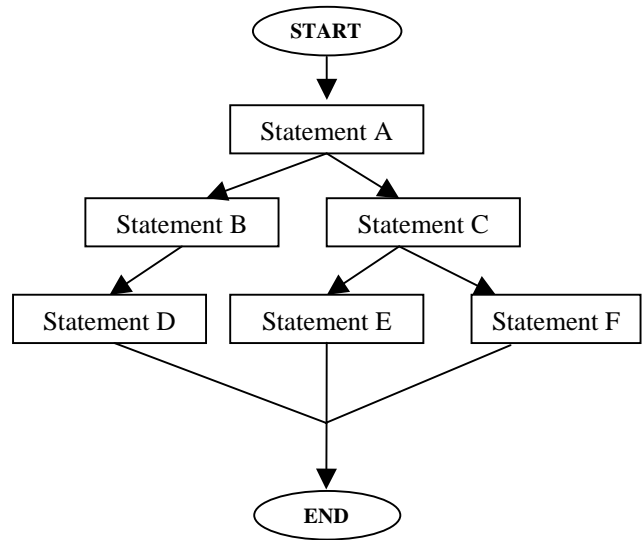 START
Statement A
Statement B
Statement C
Statement D
Statement E
Statement F
END